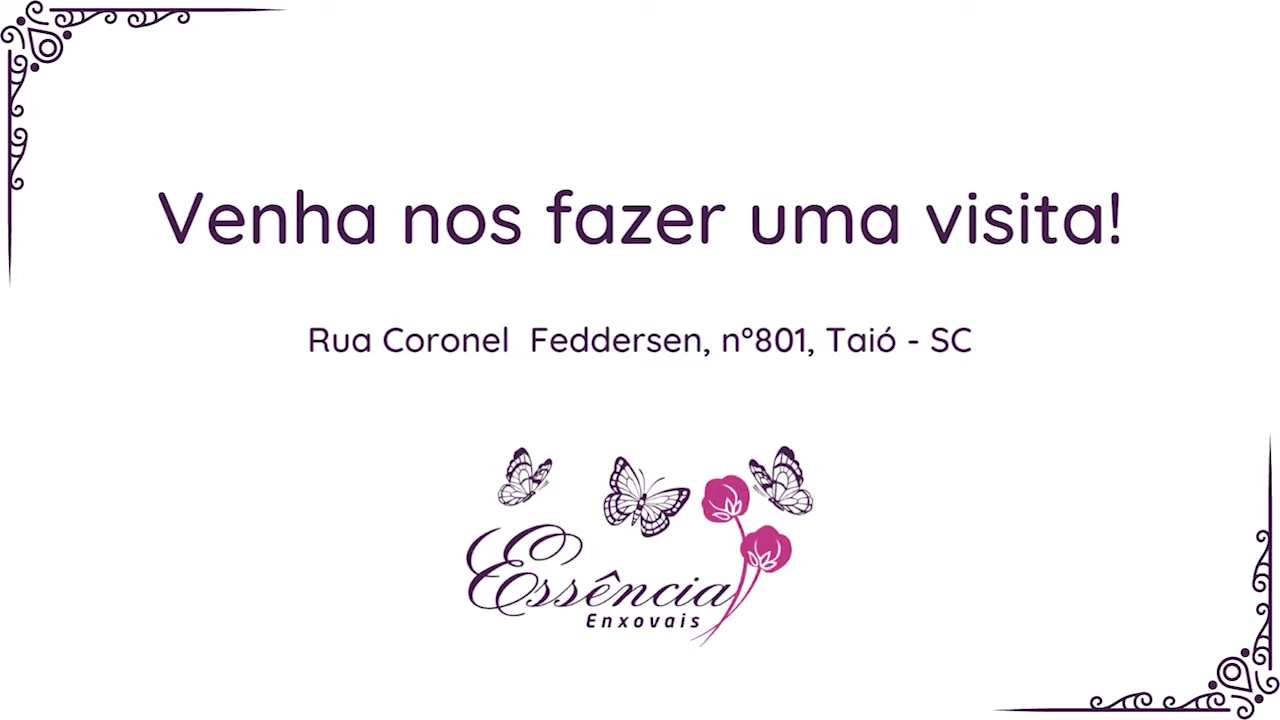 Venha nos fazer uma visita!
Rua Coronel Feddersen, nº801, Taió - SC
Essência
Enxovais